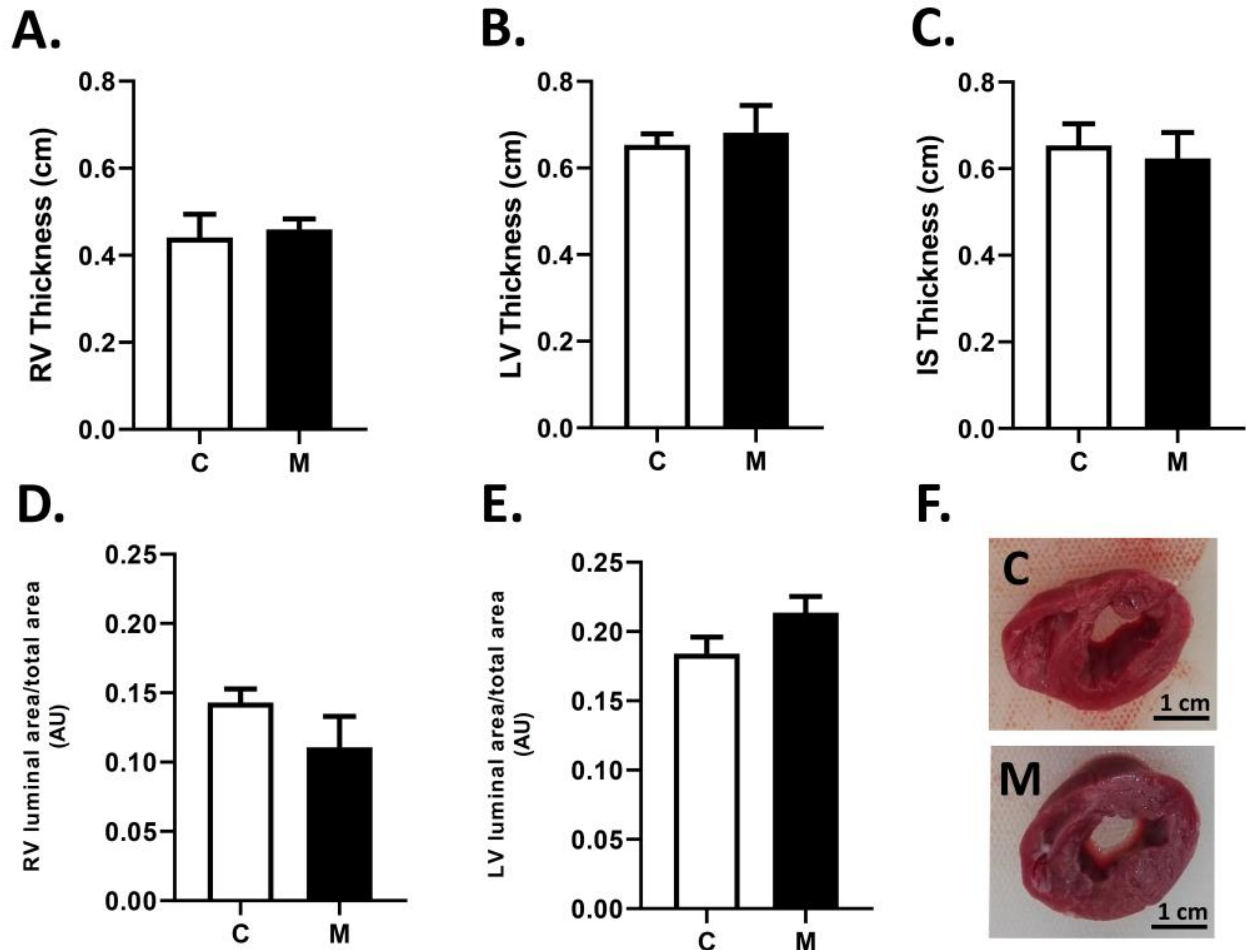 A.
RV Thickness (cm)
0.8
0.6
0.4
0.2
0.0
C
M
B.
LV Thickness (cm)
0.8
0.6
0.4
0.2
0.0
C
M
C.
IS Thickness (cm)
0.8
0.6
0.4
0.2
0.0
C
M
D.
RV luminal area/total area
(AU)
0.25
0.20
0.15
0.10
0.05
0.00
C
M
E.
LV luminal area/total area
(AU)
0.25
0.20
0.15
0.10
0.05
0.00
C
M
F.
C
1 cm
M
1 cm